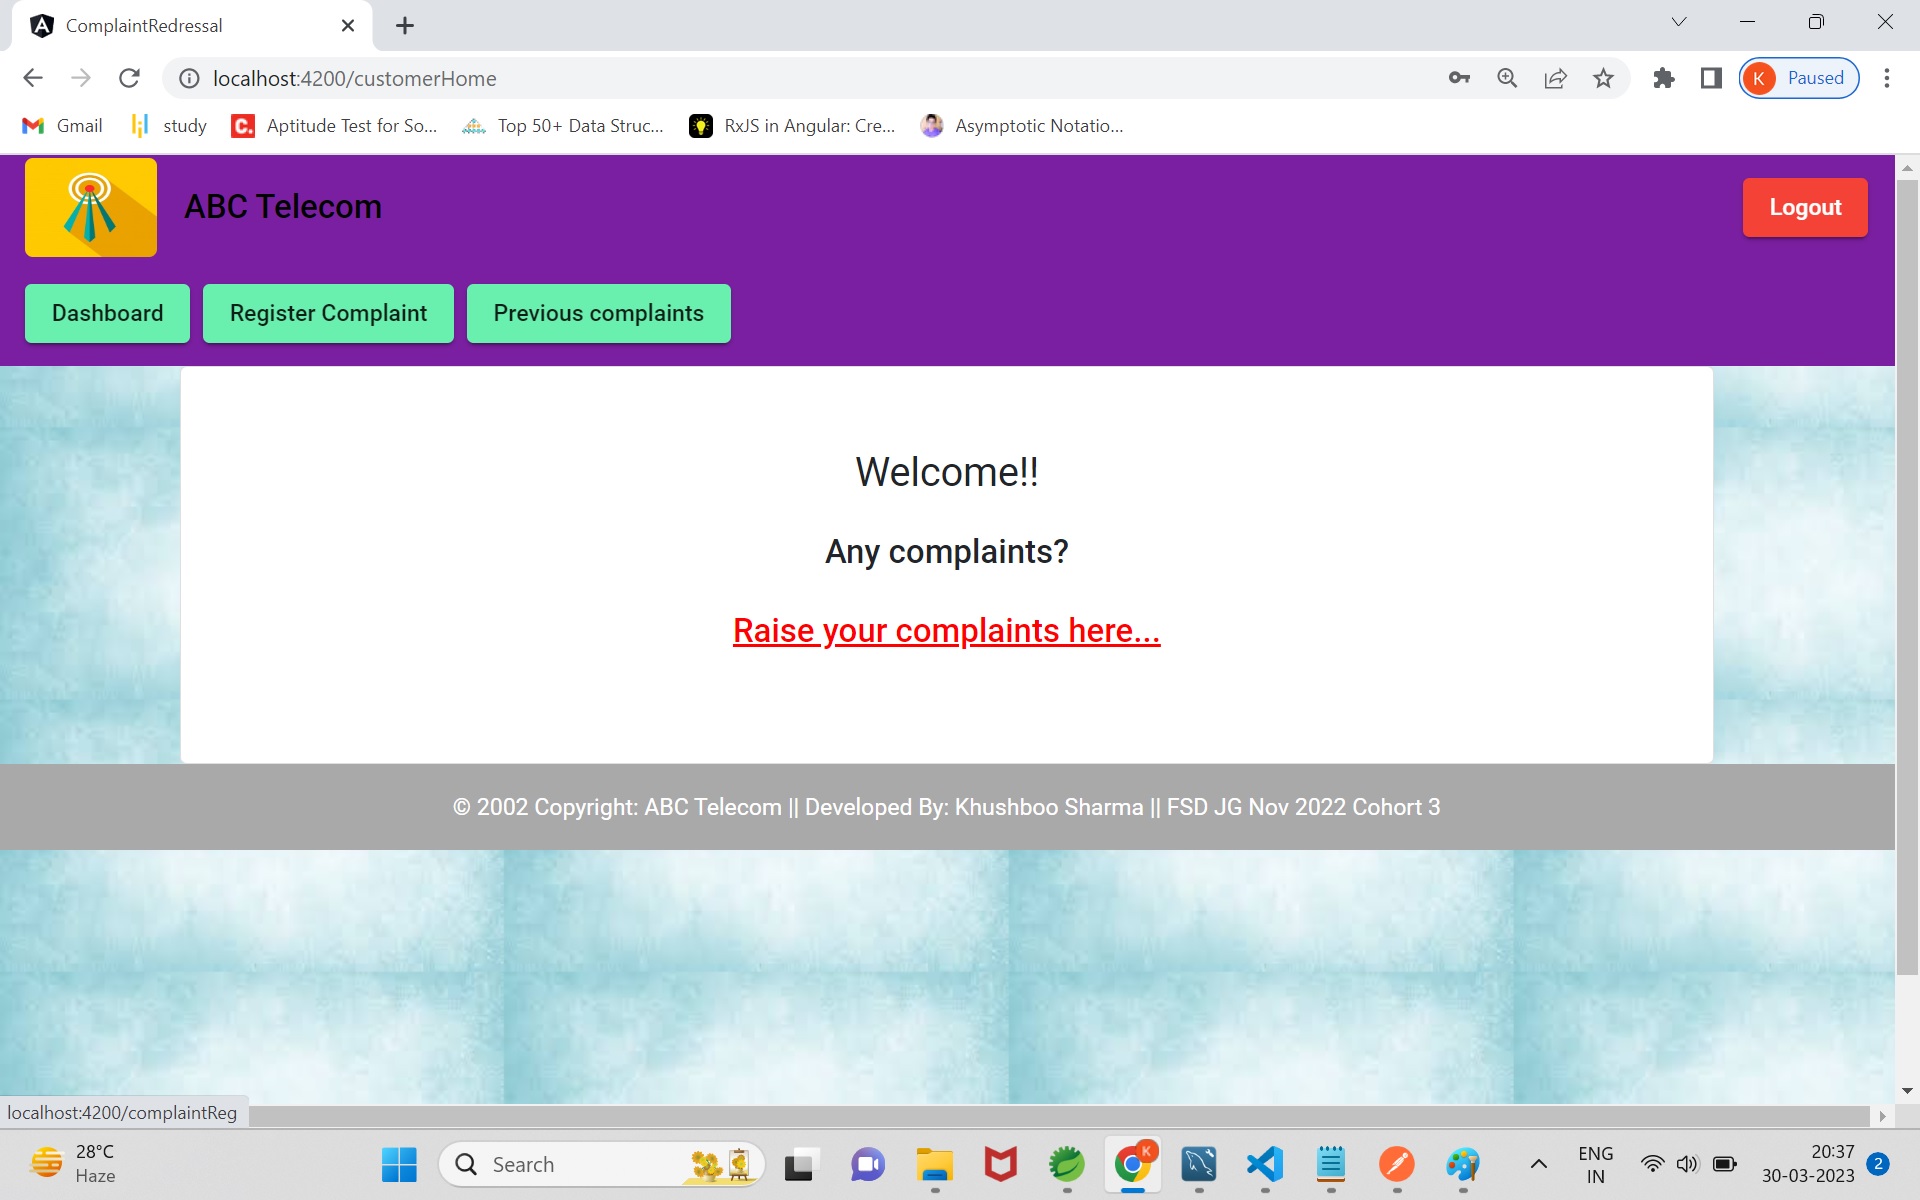 ComplaintRedressal
localhost:4200/customerHome
K Paused
Gmail study C. Aptitude Test for So... Top 50+ Data Struc... RxJS in Angular: Cre... Asymptotic Notatio...
ABC Telecom
Logout
Dashboard Register Complaint Previous complaints
Welcome!!
Any complaints?
Raise your complaints here...
© 2002 Copyright: ABC Telecom || Developed By: Khushboo Sharma || FSD JG Nov 2022 Cohort 3
localhost:4200/complaintReg
28°C
Haze
Search
K
ENG
IN
20:37
30-03-2023
2